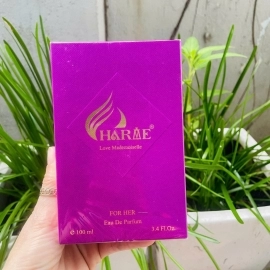 CHARME®
Love Mademoiselle
FOR HER
Eau De Parfum
℮ 100 ml 3.4 Fl.Oz